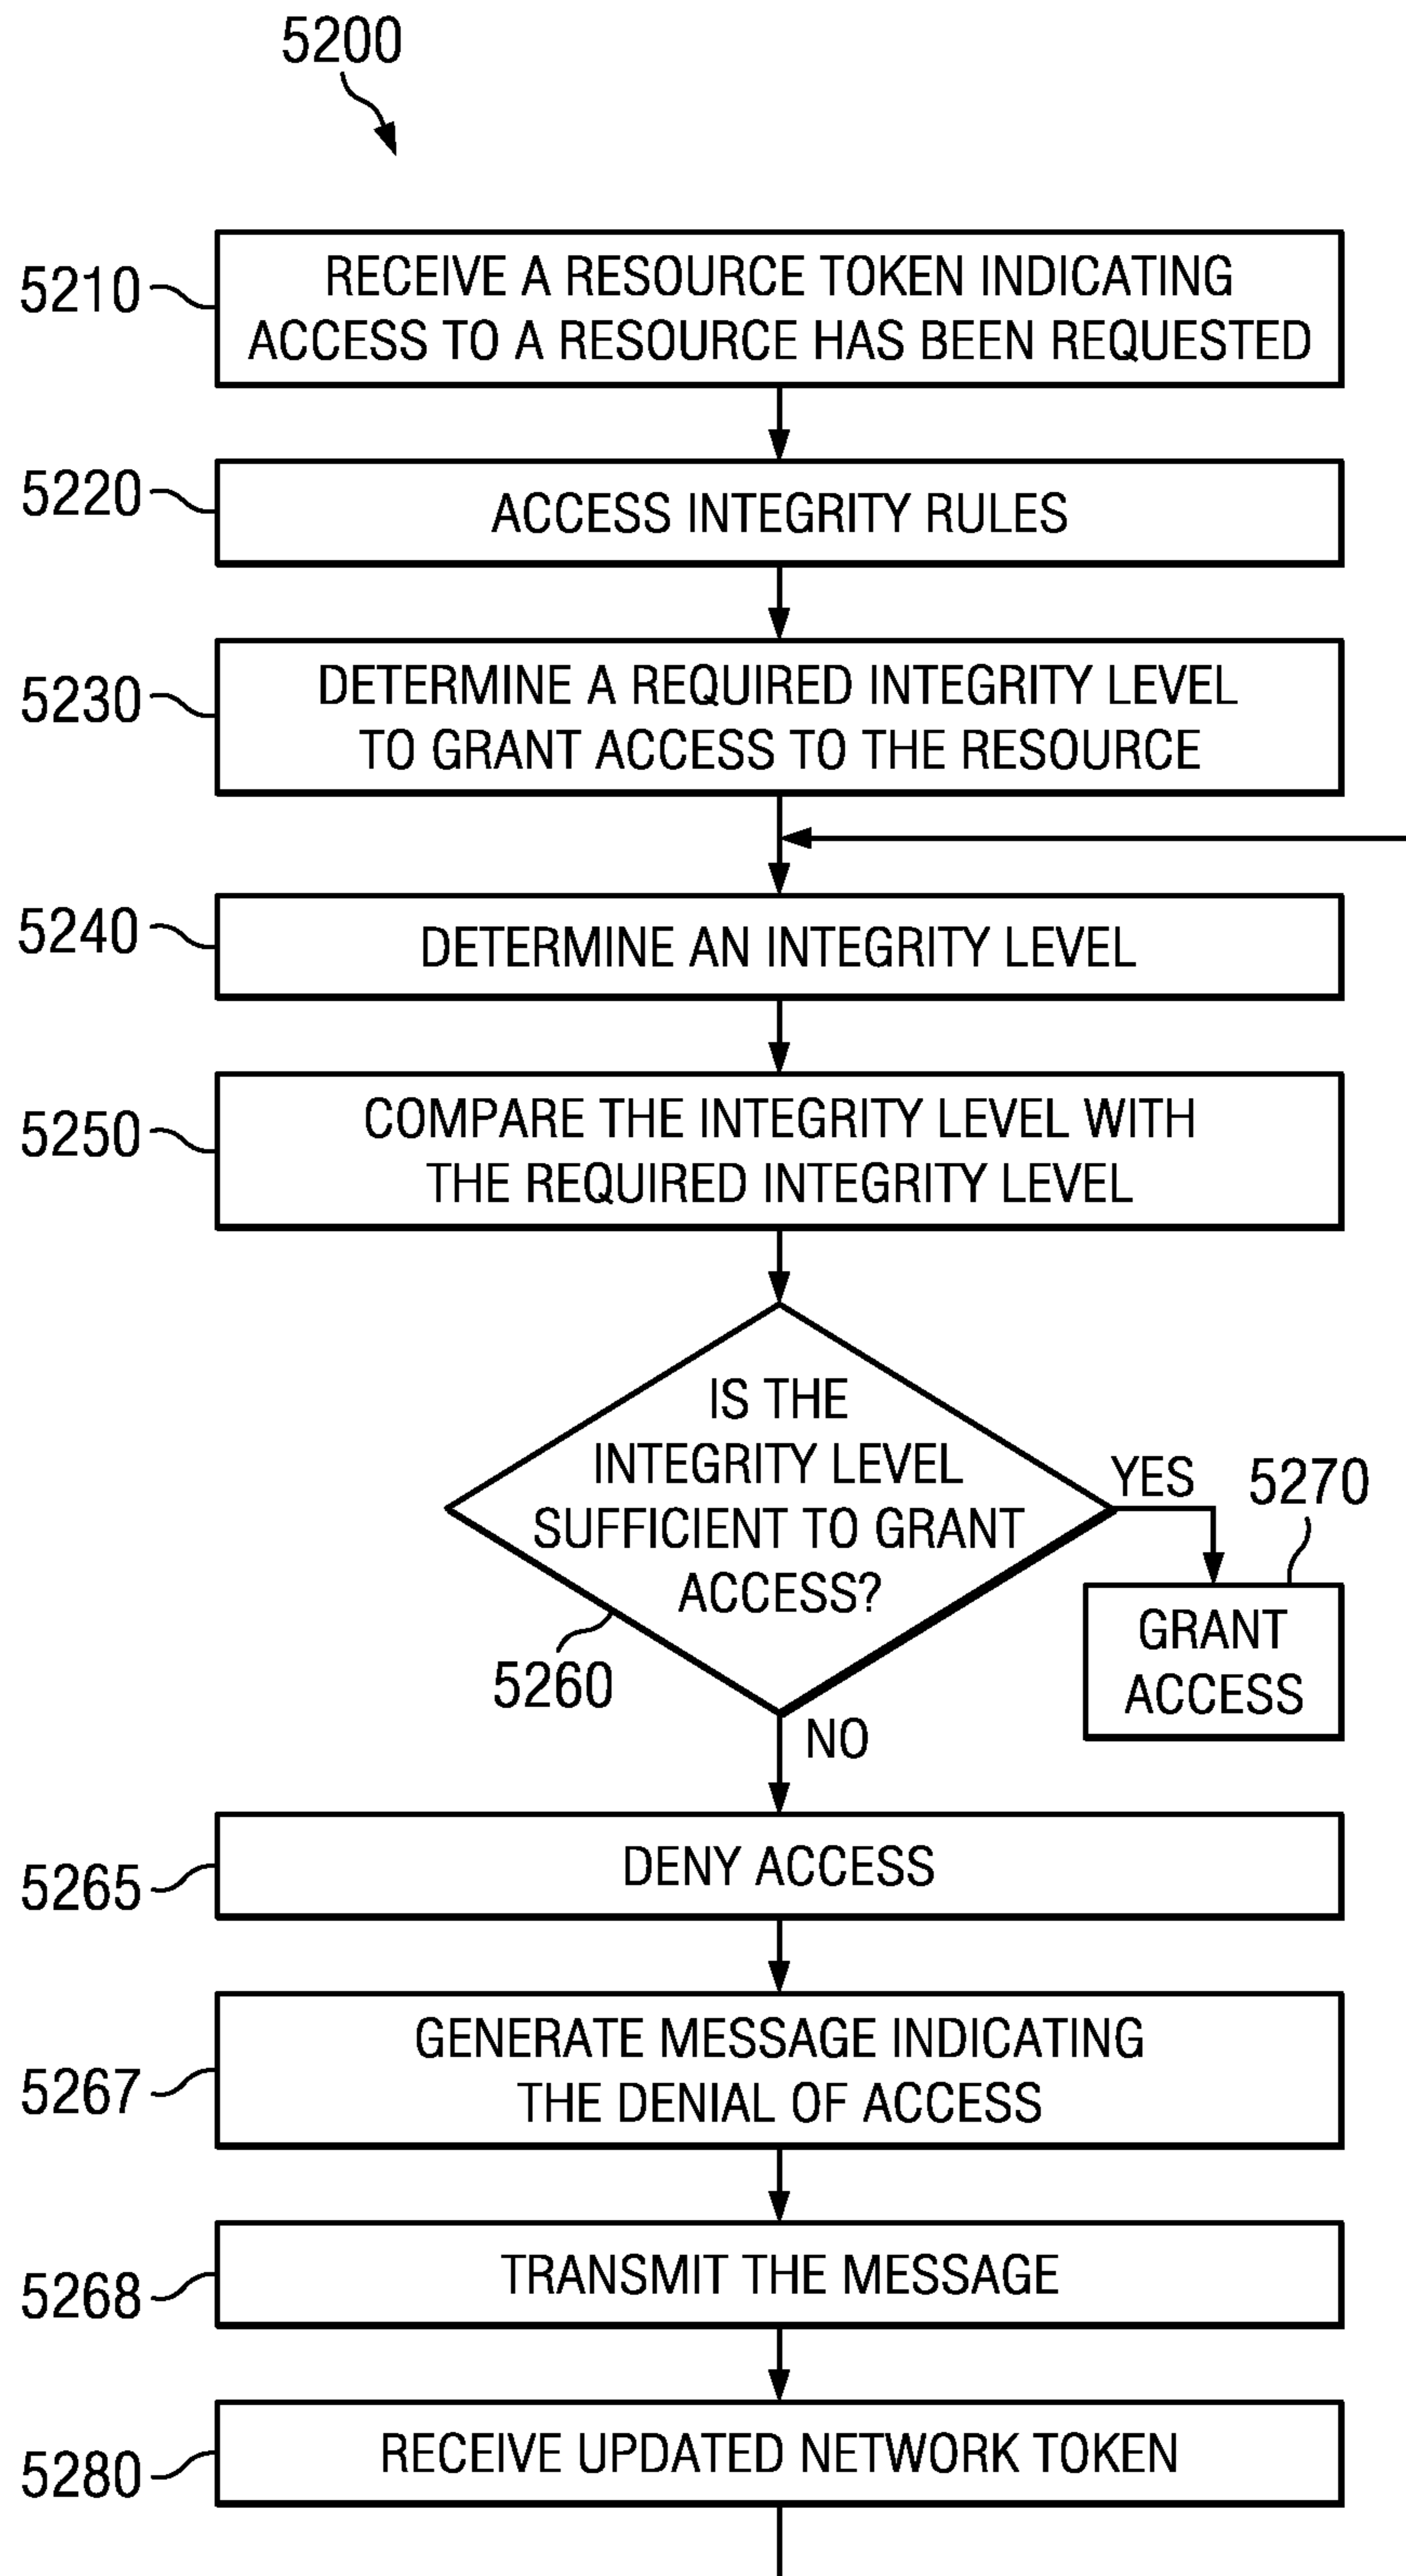 5200
5210
RECEIVE A RESOURCE TOKEN INDICATING
ACCESS TO A RESOURCE HAS BEEN REQUESTED
5220
ACCESS INTEGRITY RULES
5230
DETERMINE A REQUIRED INTEGRITY LEVEL
TO GRANT ACCESS TO THE RESOURCE
5240
DETERMINE AN INTEGRITY LEVEL
5250
COMPARE THE INTEGRITY LEVEL WITH
THE REQUIRED INTEGRITY LEVEL
IS THE
INTEGRITY LEVEL
SUFFICIENT TO GRANT
ACCESS?
5260
YES
5270
GRANT
ACCESS
NO
5265
DENY ACCESS
5267
GENERATE MESSAGE INDICATING
THE DENIAL OF ACCESS
5268
TRANSMIT THE MESSAGE
5280
RECEIVE UPDATED NETWORK TOKEN